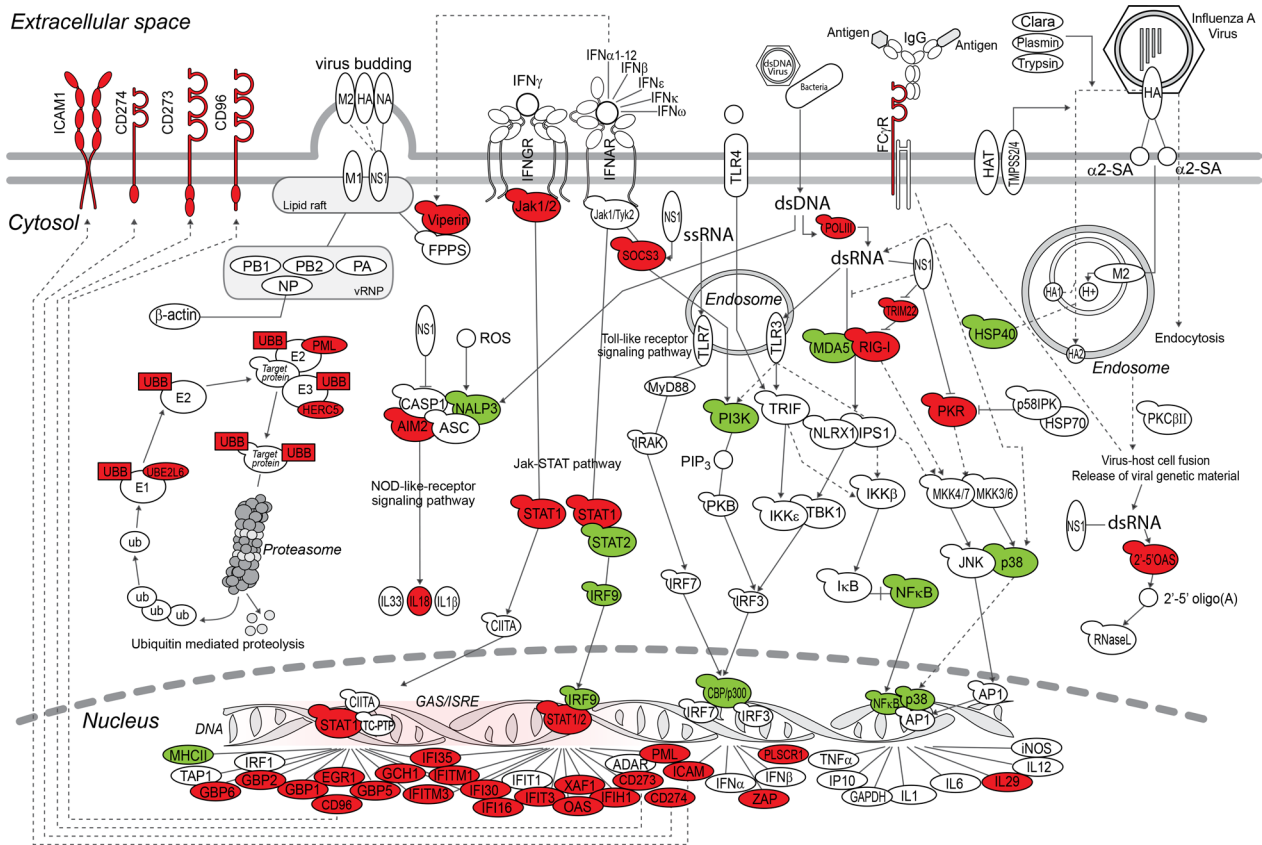 Extracellular space
Clara
Plasmin
Trypsin
Influenza A
Virus
HA
α2-SA
α2-SA
Antigen
IgG
Antigen
FCγR
HAT
TMPSS2/4
dsDNA
Virus
Bacteria
TLR4
IFNα1-12
IFNβ
IFNε
IFNκ
IFNω
IFNγ
IFNGR
IFNAR
virus budding
M2
HA
NA
M1
NS1
Lipid raft
ICAM1
CD274
CD273
CD96
Cytosol
Viperin
FPPS
Jak1/2
Jak1/Tyk2
SOCS3
NS1
ssRNA
dsDNA
POLIII
dsRNA
NS1
TRIM22
PB1
PB2
PA
NP
vRNP
β-actin
Endosome
TLR7
TLR3
Toll-like receptor
signaling pathway
MDA5
RIG-I
HSP40
HA1
H+
M2
HA2
Endocytosis
Endosome
UBB
E2
PML
Target
protein
E3
UBB
HERC5
UBB
E2
NS1
ROS
CASP1
NALP3
AIM2
ASC
MyD88
PI3K
TRIF
NLRX1
IPS1
PKR
p58IPK
HSP70
PKCβII
UBB
Target
protein
UBB
UBB
UBE2L6
E1
IRAK
PIP3
PKB
IKKε
TBK1
IKKβ
MKK4/7
MKK3/6
Virus-host cell fusion
Release of viral genetic material
Jak-STAT pathway
NOD-like-receptor
signaling pathway
STAT1
STAT1
STAT2
IRF9
NS1
dsRNA
2'-5'OAS
2'-5' oligo(A)
RNaseL
ub
Proteasome
ub
ub
ub
Ubiquitin mediated proteolysis
IL33
IL18
IL1β
CIITA
IRF7
IRF3
IκB
NFκB
JNK
p38
Nucleus
DNA
GAS/ISRE
CIITA
STAT1
TC-PTP
IRF9
STAT1/2
CBP/p300
IRF7
IRF3
NFκB
p38
AP1
AP1
MHCII
TAP1
IRF1
GBP6
GBP2
GBP1
EGR1
CD96
GBP5
GCH1
IFI35
IFITM1
IFITM3
IFI30
IFI16
IFIT1
IFIT3
XAF1
OAS
IFIH1
ADAR
CD273
PML
ICAM
CD274
PLSCR1
IFNα
IFNβ
ZAP
TNFα
IP10
GAPDH
IL1
IL6
IL29
IL12
iNOS